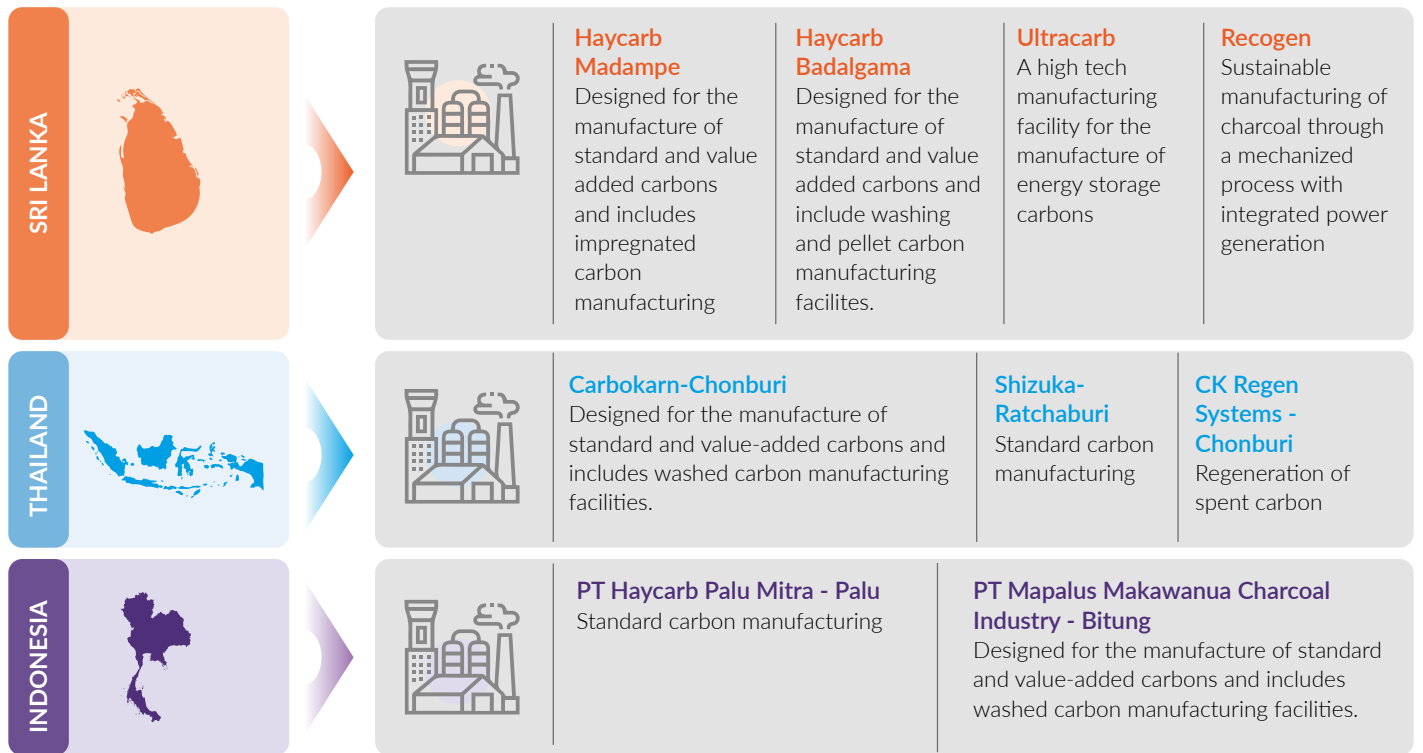 SRI LANKA
Haycarb
Madampe
Designed for the
manufacture of
standard and value
added carbons
and includes
impregnated
carbon
manufacturing
Haycarb
Badalgama
Designed for the
manufacture of
standard and value
added carbons and
include washing
and pellet carbon
manufacturing
facilites.
Ultracarb
A high tech
manufacturing
facility for the
manufacture of
energy storage
carbons
Recogen
Sustainable
manufacturing of
charcoal through
a mechanized
process with
integrated power
generation
THAILAND
Carbokarn-Chonburi
Designed for the manufacture of
standard and value-added carbons and
includes washed carbon manufacturing
facilities.
Shizuka-
Ratchaburi
Standard carbon
manufacturing
CK Regen
Systems -
Chonburi
Regeneration of
spent carbon
INDONESIA
PT Haycarb Palu Mitra - Palu
Standard carbon manufacturing
PT Mapalus Makawanua Charcoal
Industry - Bitung
Designed for the manufacture of standard
and value-added carbons and includes
washed carbon manufacturing facilities.